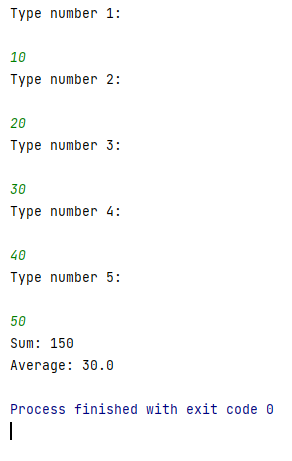 Type number 1:
10
Type number 2:
20
Type number 3:
30
Type number 4:
40
Type number 5:
50
Sum: 150
Average: 30.0
Process finished with exit code 0